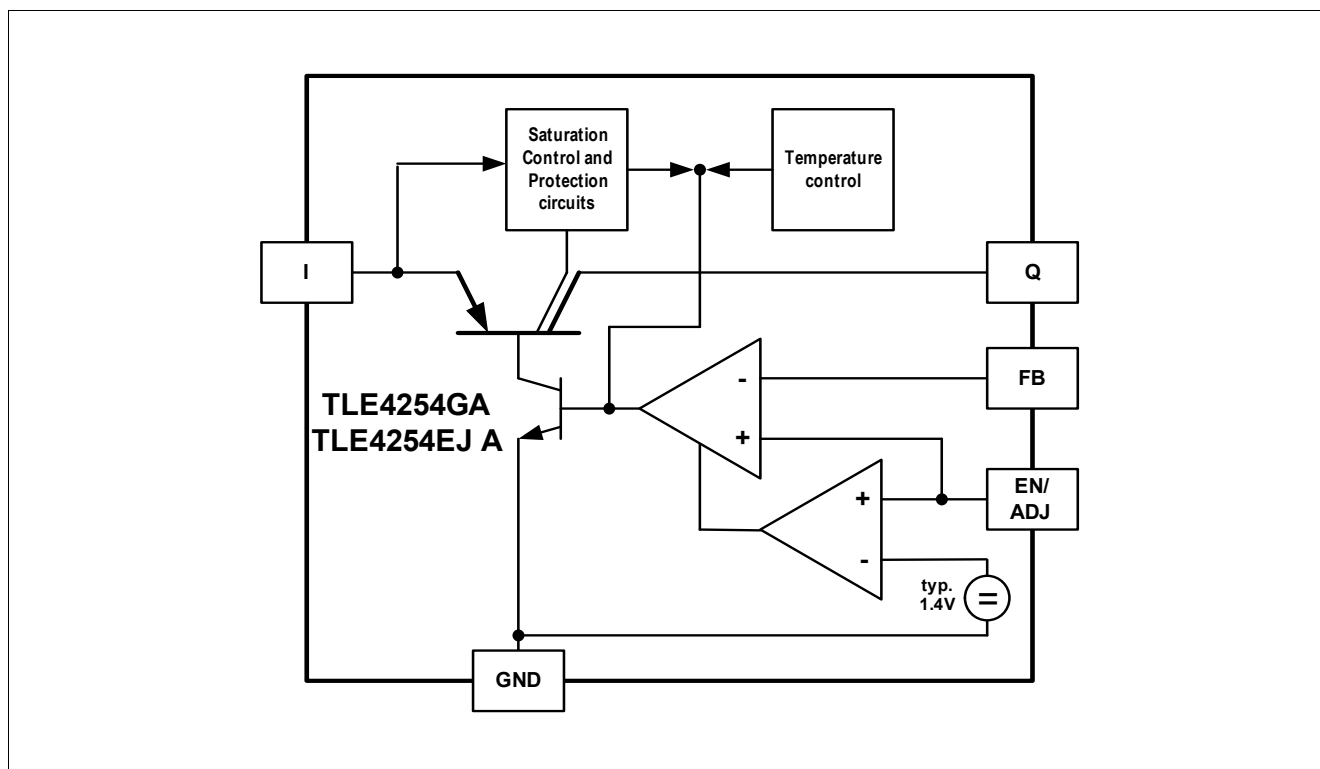 Saturation
Control and
Protection
circuits
Temperature
control
I
Q
FB
-
+
TLE4254GA
TLE4254EJ A
EN/
ADJ
+
-
typ.
1.4V
=
GND